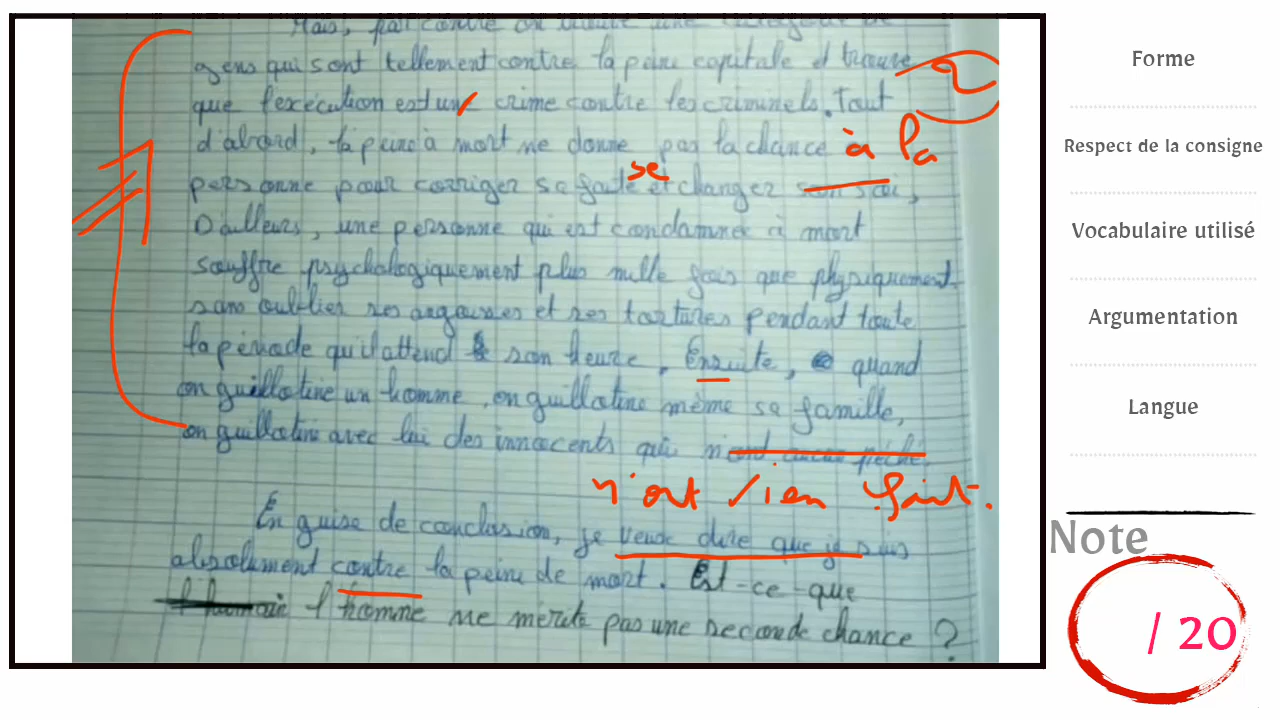 Mais, par contre on trouve une catégorie de
gens qui sont tellement contre la peine capitale et trouve
que l'exécution est une crime contre les criminels. Tout
d'abord, la peine à mort ne donne pas la chance à la
se
personne pour corriger sa faute et changer son soi,
D'ailleurs, une personne qui est condamnée à mort
souffre psychologiquement plus mille fois que physiquement
sans oublier ses angoisses et ses tortures pendant toute
la période qu'il attend son heure. Ensuite, quand
on guillotine un homme, on guillotine même sa famille,
on guillotine avec lui des innocents qui n'ont aucun péché.
n'ont rien fait.
En guise de conclusion, je veux dire que je suis
absolument contre la peine de mort. Est-ce-que
l'homme ne mérite pas une seconde chance ?
Forme
Respect de la consigne
Vocabulaire utilisé
Argumentation
Langue
Note
/ 20